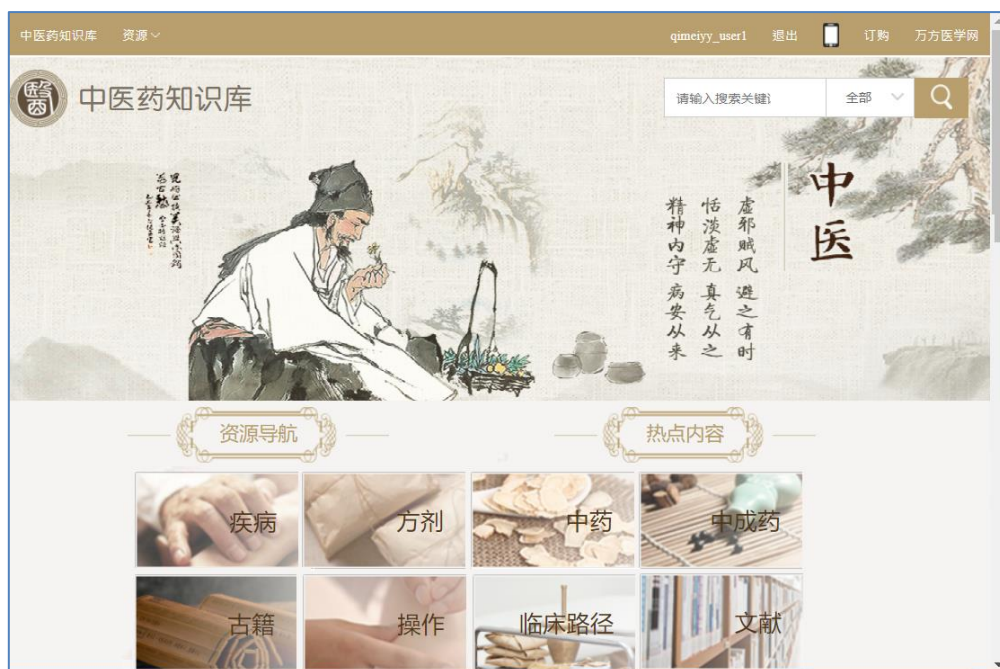 中医药知识库
资源
qimeiyy_user1
退出
订购
万方医学网
中医药知识库
请输入搜索关键
全部
中医
虚邪贼风 避之有时
恬淡虚无 真气从之
精神内守 病安从来
资源导航
热点内容
疾病
方剂
中药
中成药
古籍
操作
临床路径
文献